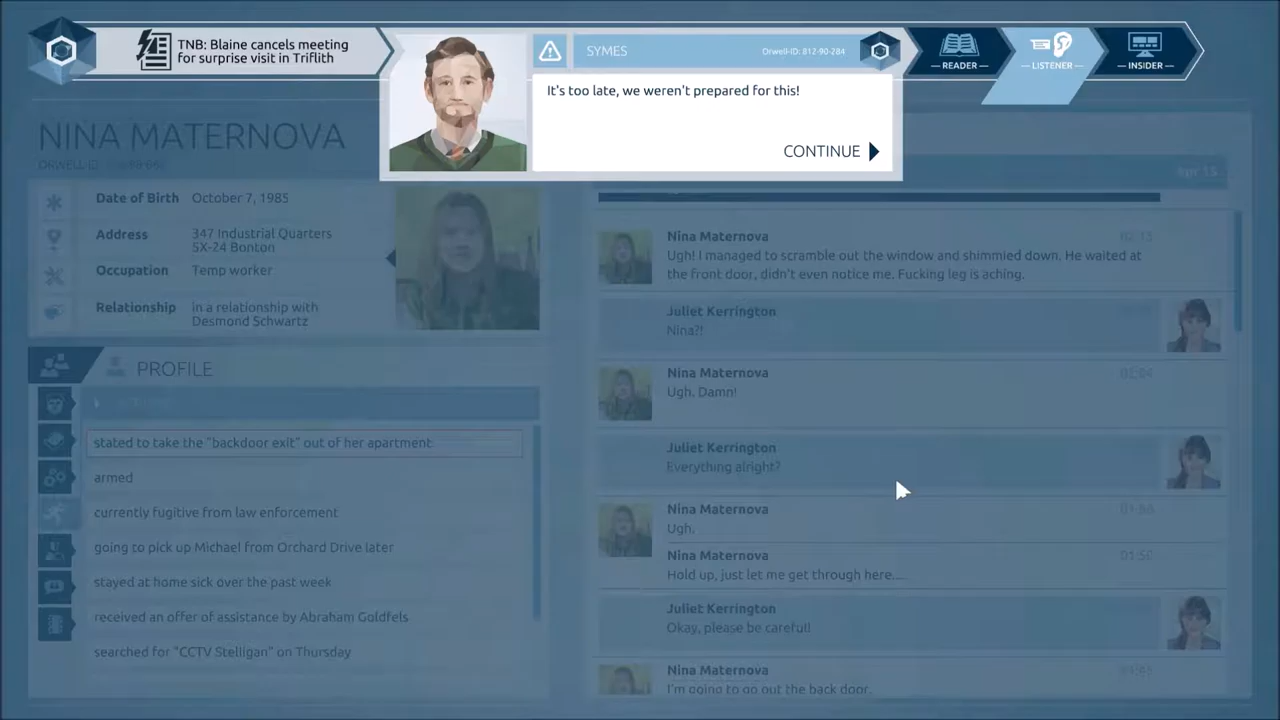 TNB: Blaine cancels meeting
for surprise visit in Triflith
SYMES
Orwell-ID: 812-90-284
It's too late, we weren't prepared for this!
CONTINUE
— READER —
— LISTENER —
— INSIDER —
NINA MATERNOVA
Date of Birth October 7, 1985
Address 347 Industrial Quarters
SX-24 Bonton
Occupation Temp worker
Relationship in a relationship with
Desmond Schwartz
PROFILE
stated to take the "backdoor exit" out of her apartment
armed
currently fugitive from law enforcement
going to pick up Michael from Orchard Drive later
stayed at home sick over the past week
received an offer of assistance by Abraham Goldfels
searched for "CCTV Stelligan" on Thursday
Apr 15
Nina Maternova 02:15
Ugh! I managed to scramble out the window and shimmied down. He waited at
the front door, didn't even notice me. Fucking leg is aching.
Juliet Kerrington
Nina?!
Nina Maternova
Ugh. Damn!
Juliet Kerrington
Everything alright?
Nina Maternova
Ugh.
Nina Maternova 01:50
Hold up, just let me get through here....
Juliet Kerrington
Okay, please be careful!
Nina Maternova
I'm going to go out the back door.